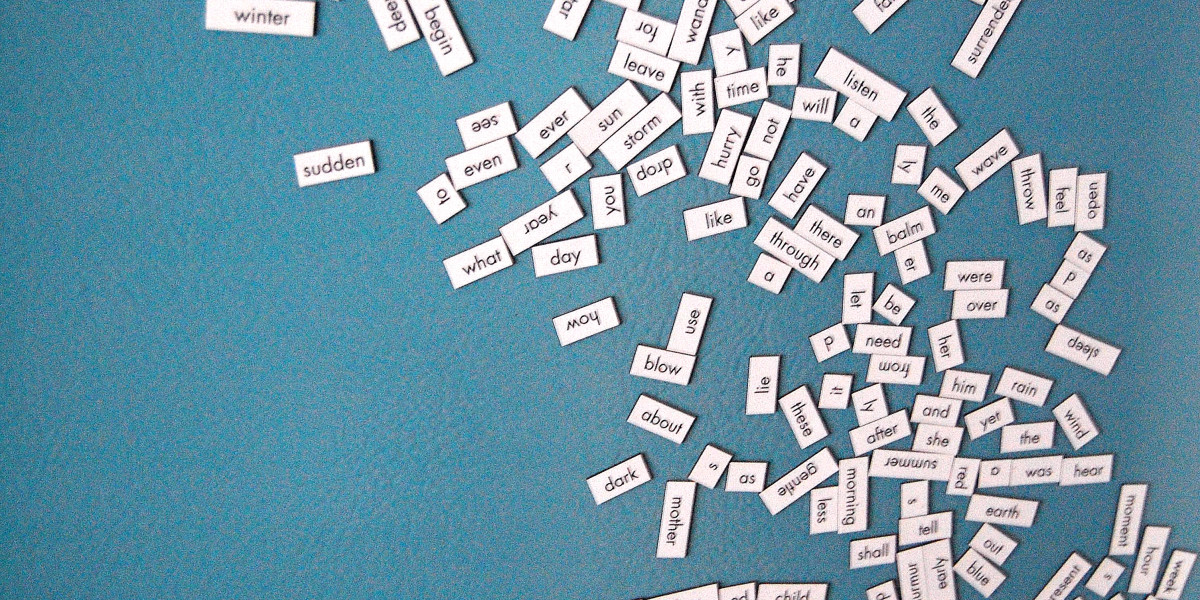 winter
deep
begin
for
like
leave
y
he
time
with
listen
will
a
the
surrender
see
ever
sun
storm
hurry
not
sudden
even
r
drop
go
have
ly
me
wave
throw
feel
open
to
you
year
like
an
there
balm
through
er
what
day
a
as
p
were
let
be
over
as
how
use
d
need
her
sleep
blow
from
lie
it
him
rain
about
these
ly
and
yet
wind
after
she
the
summer
dark
s
as
gentle
morning
red
a
was
hear
mother
less
s
earth
moment
tell
shall
out
early
blue
hour
s
week
child